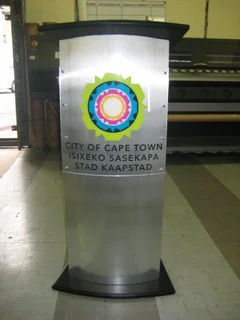 CITY OF CAPE TOWN
ISIXEKO SASEKAPA
STAD KAAPSTAD